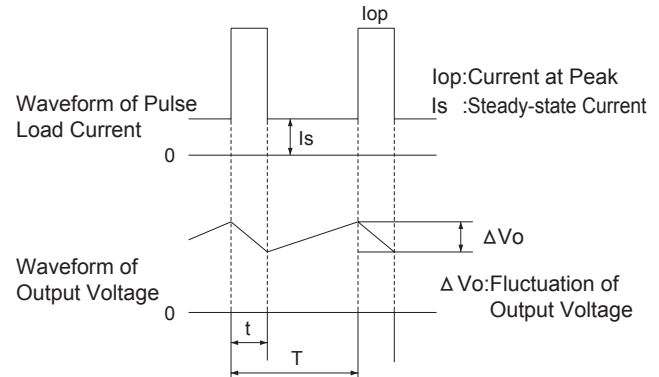 Iop
Iop:Current at Peak
Is :Steady-state Current
Waveform of Pulse
Load Current
Is
0
ΔVo
Waveform of
Output Voltage
ΔVo:Fluctuation of
Output Voltage
0
t
T